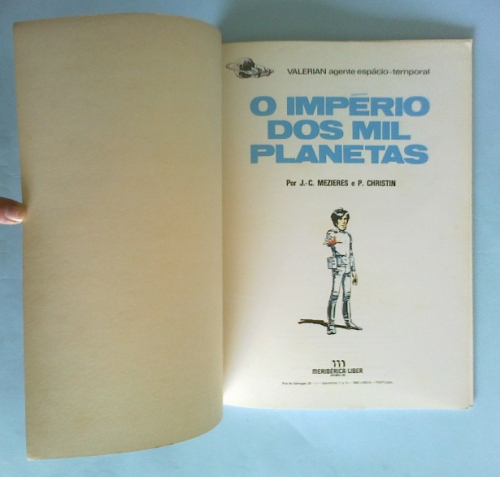 VALERIAN agente espácio-temporal
O IMPÉRIO
DOS MIL
PLANETAS
Por J.-C. MEZIERES e P. CHRISTIN
MERIBÉRICA/LIBER